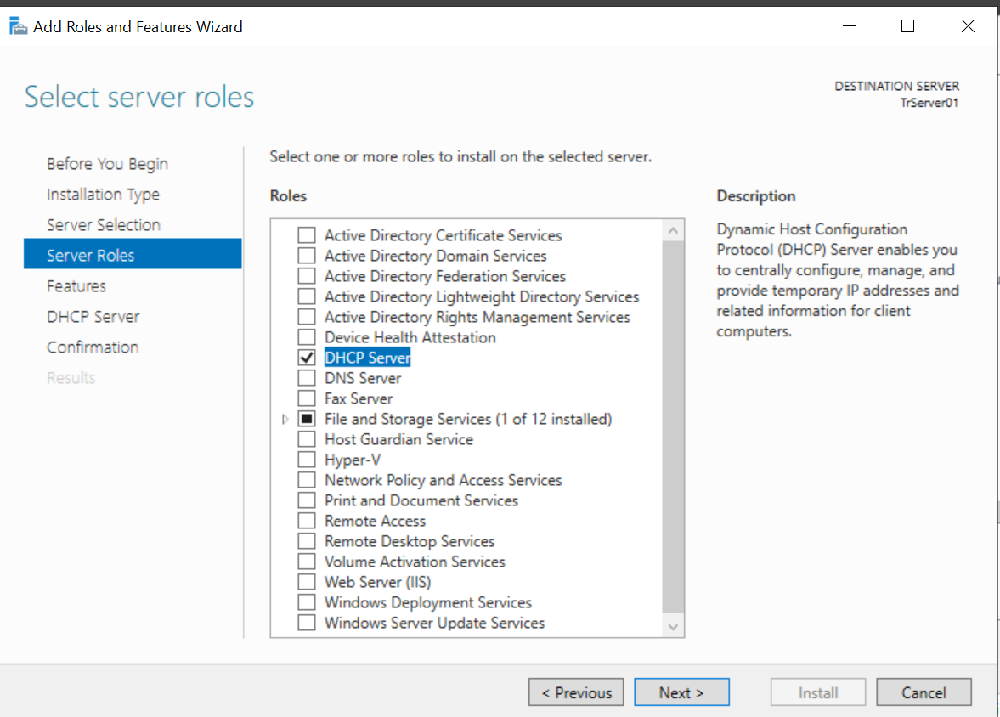 Add Roles and Features Wizard
Select server roles
DESTINATION SERVER
TrServer01
Before You Begin
Installation Type
Server Selection
Server Roles
Features
DHCP Server
Confirmation
Results
Select one or more roles to install on the selected server.
Roles
Active Directory Certificate Services
Active Directory Domain Services
Active Directory Federation Services
Active Directory Lightweight Directory Services
Active Directory Rights Management Services
Device Health Attestation
DHCP Server
DNS Server
Fax Server
File and Storage Services (1 of 12 installed)
Host Guardian Service
Hyper-V
Network Policy and Access Services
Print and Document Services
Remote Access
Remote Desktop Services
Volume Activation Services
Web Server (IIS)
Windows Deployment Services
Windows Server Update Services
Description
Dynamic Host Configuration
Protocol (DHCP) Server enables you
to centrally configure, manage, and
provide temporary IP addresses and
related information for client
computers.
< Previous
Next >
Install
Cancel